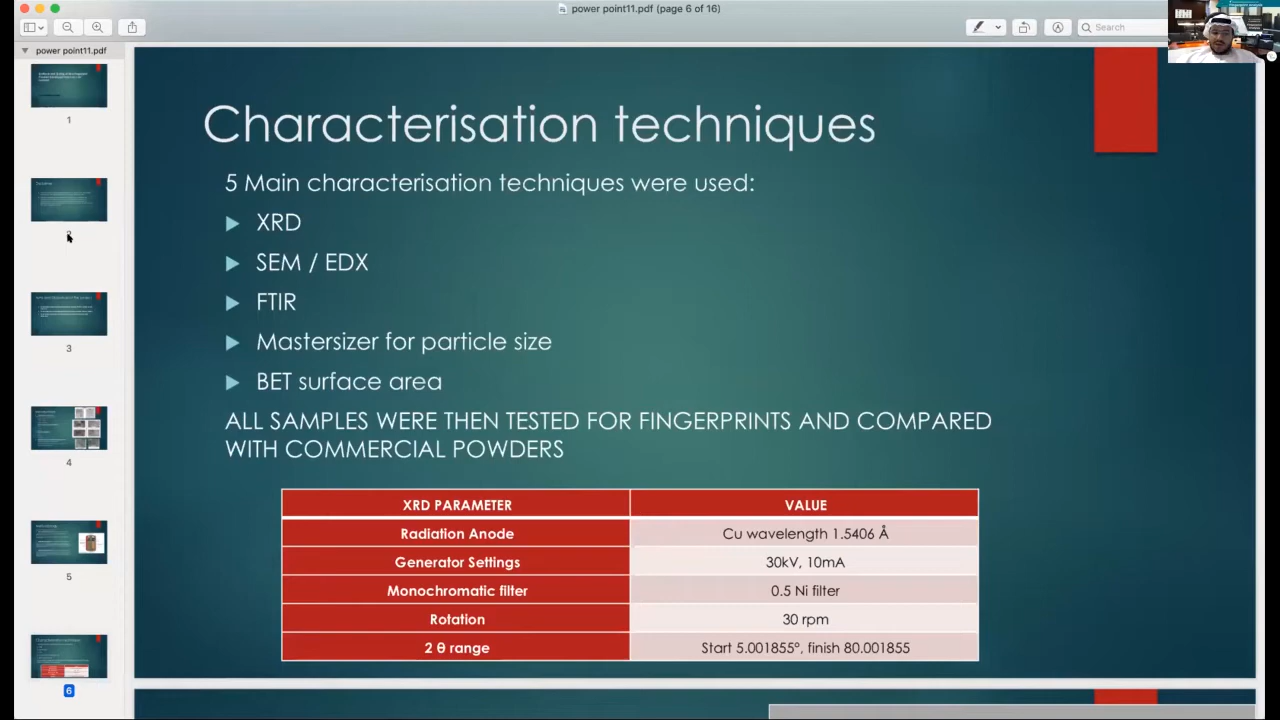 power point11.pdf (page 6 of 16)
Search
power point11.pdf
1
2
3
4
5
6
Characterisation techniques
5 Main characterisation techniques were used:
XRD
SEM / EDX
FTIR
Mastersizer for particle size
BET surface area
ALL SAMPLES WERE THEN TESTED FOR FINGERPRINTS AND COMPARED
WITH COMMERCIAL POWDERS
XRD PARAMETER VALUE
Radiation Anode Cu wavelength 1.5406 Å
Generator Settings 30kV, 10mA
Monochromatic filter 0.5 Ni filter
Rotation 30 rpm
2 θ range Start 5.001855°, finish 80.001855